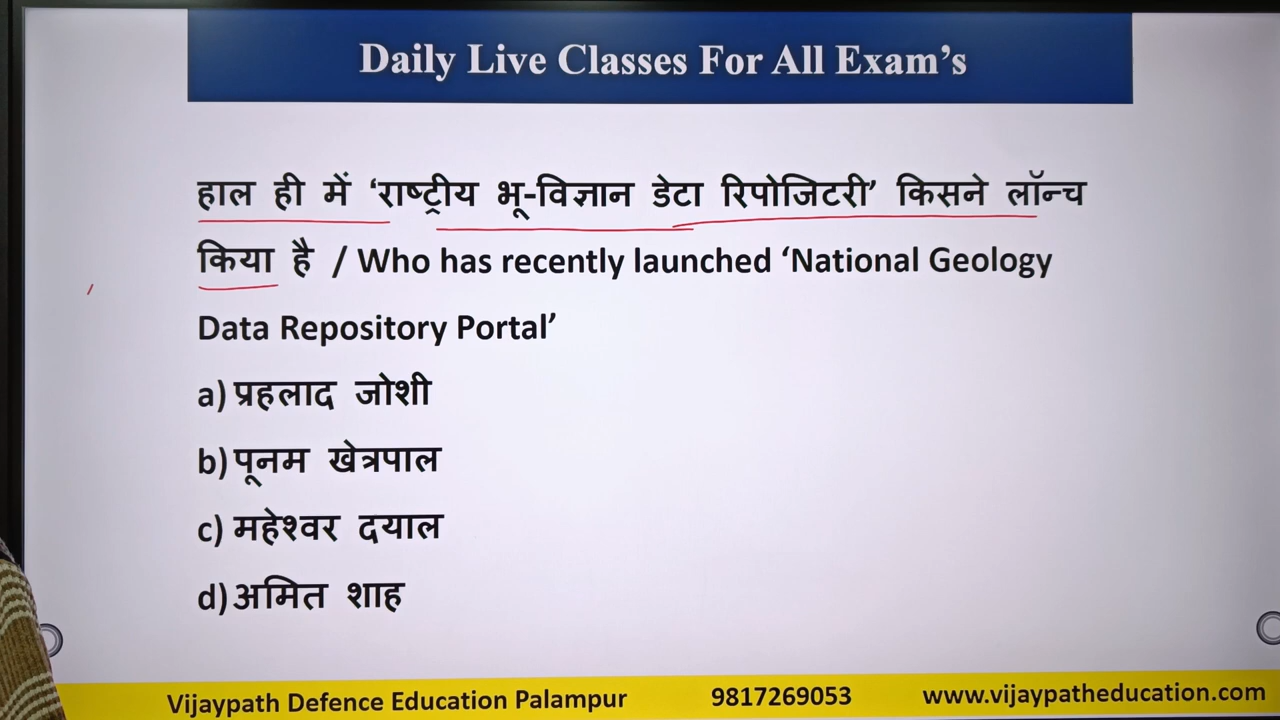 Daily Live Classes For All Exam’s
हाल ही में ‘राष्ट्रीय भू-विज्ञान डेटा रिपोजिटरी’ किसने लॉन्च
किया है / Who has recently launched ‘National Geology
Data Repository Portal’
a) प्रहलाद जोशी
b) पूनम खेत्रपाल
c) महेश्वर दयाल
d) अमित शाह
Vijaypath Defence Education Palampur 9817269053 www.vijaypatheducation.com